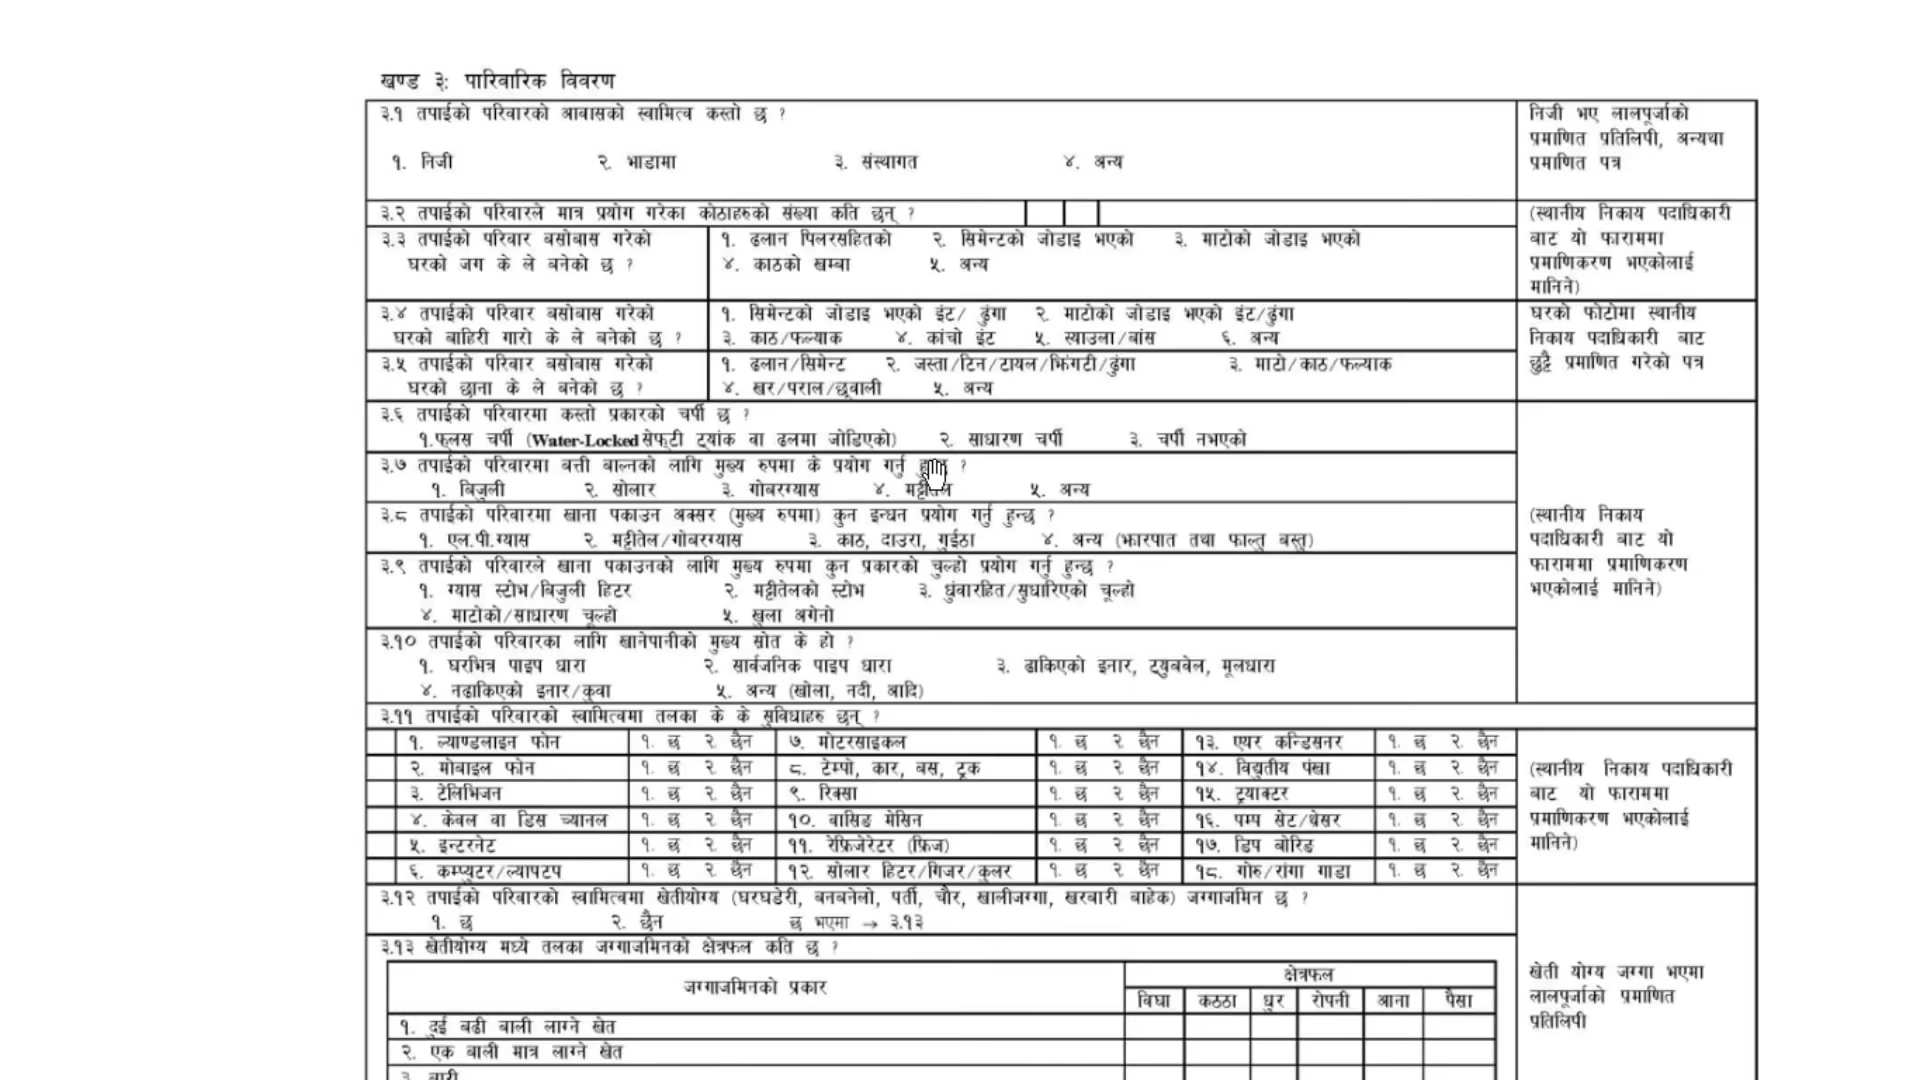 खण्ड ३: पारिवारिक विवरण
३.१ तपाईको परिवारको आवासको स्वामित्व कस्तो छ ?
१. निजी २. भाडामा ३. संस्थागत ४. अन्य
निजी भए लालपूर्जाको
प्रमाणित प्रतिलिपी, अन्यथा
प्रमाणित पत्र
३.२ तपाईको परिवारले मात्र प्रयोग गरेका कोठाहरुको संख्या कति छन् ?
३.३ तपाईको परिवार बसोबास गरेको
घरको जग के ले बनेको छ ?
१. ढलान पिलरसहितको २. सिमेन्टको जोडाइ भएको ३. माटोको जोडाइ भएको
४. काठको खम्बा ५. अन्य
(स्थानीय निकाय पदाधिकारी
बाट यो फाराममा
प्रमाणिकरण भएकोलाई
मानिने)
३.४ तपाईको परिवार बसोबास गरेको
घरको बाहिरी गारो के ले बनेको छ ?
१. सिमेन्टको जोडाइ भएको इंट/ ढुंगा २. माटोको जोडाइ भएको इंट/ढुंगा
३. काठ/फल्याक ४. कांचो इंट ५. स्याउला/बांस ६. अन्य
३.५ तपाईको परिवार बसोबास गरेको
घरको छाना के ले बनेको छ ?
१. ढलान/सिमेन्ट २. जस्ता/टिन/टायल/झिंगटी/ढुंगा ३. माटो/काठ/फल्याक
४. खर/पराल/छ्वाली ५. अन्य
घरको फोटोमा स्थानीय
निकाय पदाधिकारी बाट
छुट्टै प्रमाणित गरेको पत्र
३.६ तपाईको परिवारमा कस्तो प्रकारको चर्पी छ ?
१.फ्लस चर्पी (Water-Locked सेफ्टी ट्यांक वा ढलमा जोडिएको) २. साधारण चर्पी ३. चर्पी नभएको
३.७ तपाईको परिवारमा बत्ती बाल्नको लागि मुख्य रुपमा के प्रयोग गर्नु ?
१. बिजुली २. सोलार ३. गोबरग्यास ४. मट्टीतेल ५. अन्य
३.८ तपाईको परिवारमा खाना पकाउन अक्सर (मुख्य रुपमा) कुन इन्धन प्रयोग गर्नु हुन्छ ?
१. एल.पी.ग्यास २. मट्टीतेल/गोबरग्यास ३. काठ, दाउरा, गुईठा ४. अन्य (झारपात तथा फाल्तु बस्तु)
३.९ तपाईको परिवारले खाना पकाउनको लागि मुख्य रुपमा कुन प्रकारको चुल्हो प्रयोग गर्नु हुन्छ ?
१. ग्यास स्टोभ/बिजुली हिटर २. मट्टीतेलको स्टोभ ३. धुंवारहित/सुधारिएको चूल्हो
४. माटोको/साधारण चूल्हो ५. खुला अगेनो
३.१० तपाईको परिवारका लागि खानेपानीको मुख्य स्रोत के हो ?
१. घरभित्र पाइप धारा २. सार्वजनिक पाइप धारा ३. ढाकिएको इनार, ट्युबवेल, मूलधारा
४. नढाकिएको इनार/कुवा ५. अन्य (खोला, नदी, आदि)
(स्थानीय निकाय
पदाधिकारी बाट यो
फाराममा प्रमाणिकरण
भएकोलाई मानिने)
३.११ तपाईको परिवारको स्वामित्वमा तलका के के सुविधाहरु छन् ?
१. ल्याण्डलाइन फोन १. छ २. छैन ७. मोटरसाइकल १. छ २. छैन १३. एयर कन्डिसनर १. छ २. छैन
२. मोबाइल फोन १. छ २. छैन ८. टेम्पो, कार, बस, ट्रक १. छ २. छैन १४. विद्युतीय पंखा १. छ २. छैन
३. टेलिभिजन १. छ २. छैन ९. रिक्सा १. छ २. छैन १५. ट्रयाक्टर १. छ २. छैन
४. केबल वा डिस च्यानल १. छ २. छैन १०. वासिङ मेसिन १. छ २. छैन १६. पम्प सेट/थ्रेसर १. छ २. छैन
५. इन्टरनेट १. छ २. छैन ११. रेफ्रिजेरेटर (फ्रिज) १. छ २. छैन १७. डिप बोरिङ १. छ २. छैन
६. कम्प्युटर/ल्यापटप १. छ २. छैन १२. सोलार हिटर/गिजर/कुलर १. छ २. छैन १८. गोरु/रांगा गाडा १. छ २. छैन
(स्थानीय निकाय पदाधिकारी
बाट यो फाराममा
प्रमाणिकरण भएकोलाई
मानिने)
३.१२ तपाईको परिवारको स्वामित्वमा खेतीयोग्य (घरघडेरी, बनबनेलो, पर्ती, चौर, खालीजग्गा, खरबारी बाहेक) जग्गाजमिन छ ?
१. छ २. छैन छ भएमा → ३.१३
३.१३ खेतीयोग्य मध्ये तलका जग्गाजमिनको क्षेत्रफल कति छ ?
जग्गाजमिनको प्रकार क्षेत्रफल
बिघा कठठा धुर रोपनी आना पैसा
१. दुई बढी बाली लाग्ने खेत
२. एक बाली मात्र लाग्ने खेत
३. बारी
खेती योग्य जग्गा भएमा
लालपूर्जाको प्रमाणित
प्रतिलिपी